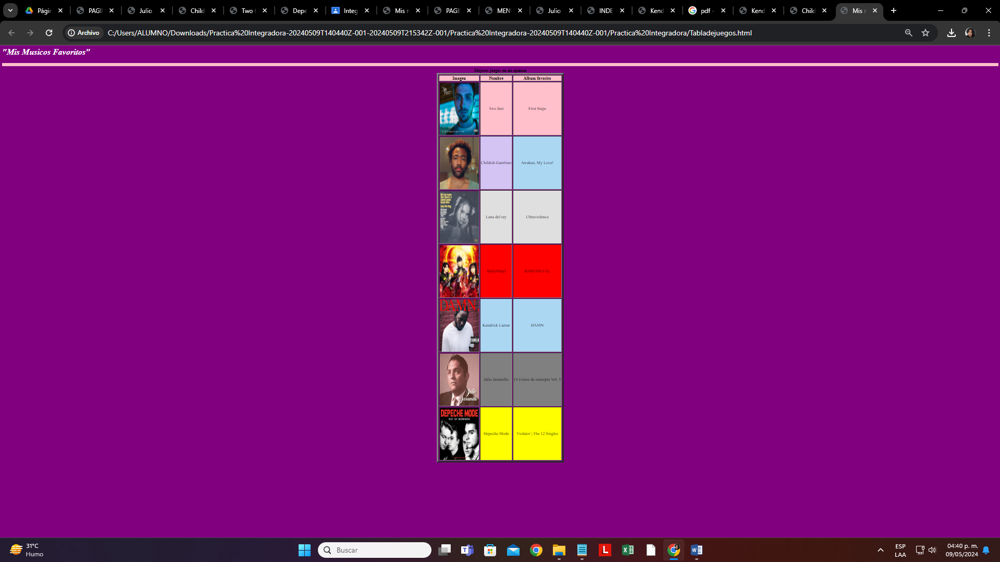 Págir
PAGI
Julio
Child
Two f
Depe
Integ
Mis r
PAGI
MEN
Julio
INDE
Kend
pdf -
Kend
Child
Mis r
Archivo
C:/Users/ALUMNO/Downloads/Practica%20Integradora-20240509T140440Z-001-20240509T215342Z-001/Practica%20Integradora-20240509T140440Z-001/Practica%20Integradora/Tabladejuegos.html
"Mis Musicos Favoritos"
Mejores juegos en mi opinion
Imagen Nombre Album favorito
Two feet First Steps
Childish Gambino Awaken, My Love!
Lana del rey Ultraviolence
BabyMetal BABYMETAL
DAMN.
Kendrick Lamar DAMN
Julio Jaramillo 15 Exitos de siemrpre Vol. 5
Julio
Jaramillo
DEPECHE MODE
OUT OF NOWHERE
Depeche Mode Violator | The 12 Singles
31°C
Humo
Buscar
ESP
LAA
04:40 p. m.
09/05/2024